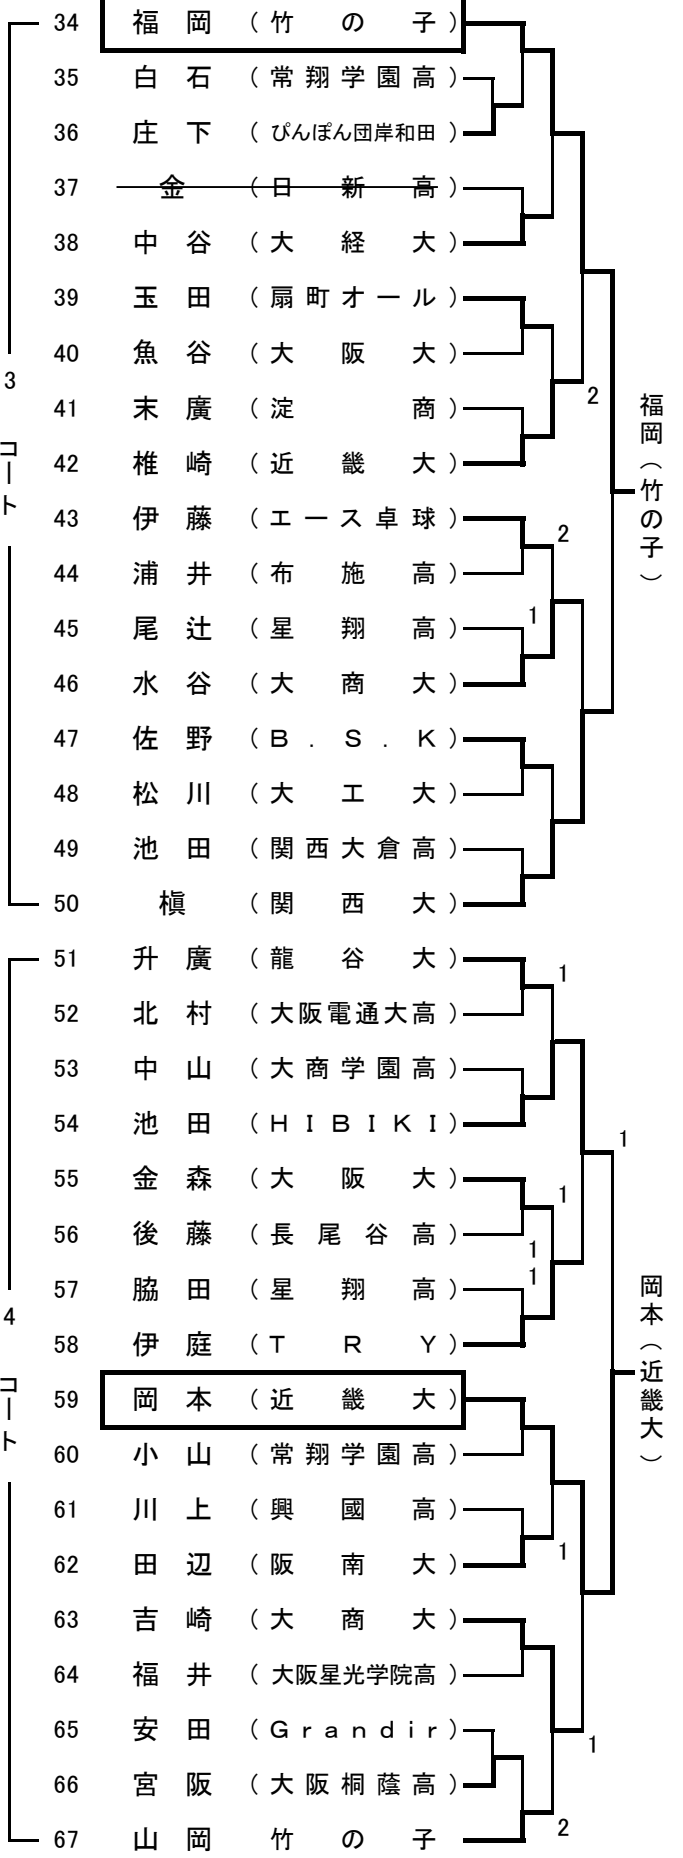 34 福岡 (竹の子)
35 白石 (常翔学園高)
36 庄下 (ぴんぽん団岸和田)
37 金 (日新高)
38 中谷 (大経大)
39 玉田 (扇町オール)
40 魚谷 (大阪大)
2
41 末廣 (淀商)
42 椎崎 (近畿大)
43 伊藤 (エース卓球)
2
44 浦井 (布施高)
45 尾辻 (星翔高)
1
46 水谷 (大商大)
47 佐野 (B.S.K)
48 松川 (大工大)
49 池田 (関西大倉高)
50 槇 (関西大)
3コート
福岡(竹の子)
51 升廣 (龍谷大)
1
52 北村 (大阪電通大高)
53 中山 (大商学園高)
54 池田 (HIBIKI)
1
55 金森 (大阪大)
1
56 後藤 (長尾谷高)
1
57 脇田 (星翔高)
1
58 伊庭 (TRY)
59 岡本 (近畿大)
60 小山 (常翔学園高)
61 川上 (興國高)
62 田辺 (阪南大)
1
63 吉崎 (大商大)
64 福井 (大阪星光学院高)
65 安田 (Grandir)
1
66 宮阪 (大阪桐蔭高)
67 山岡 竹の子
2
4コート
岡本(近畿大)